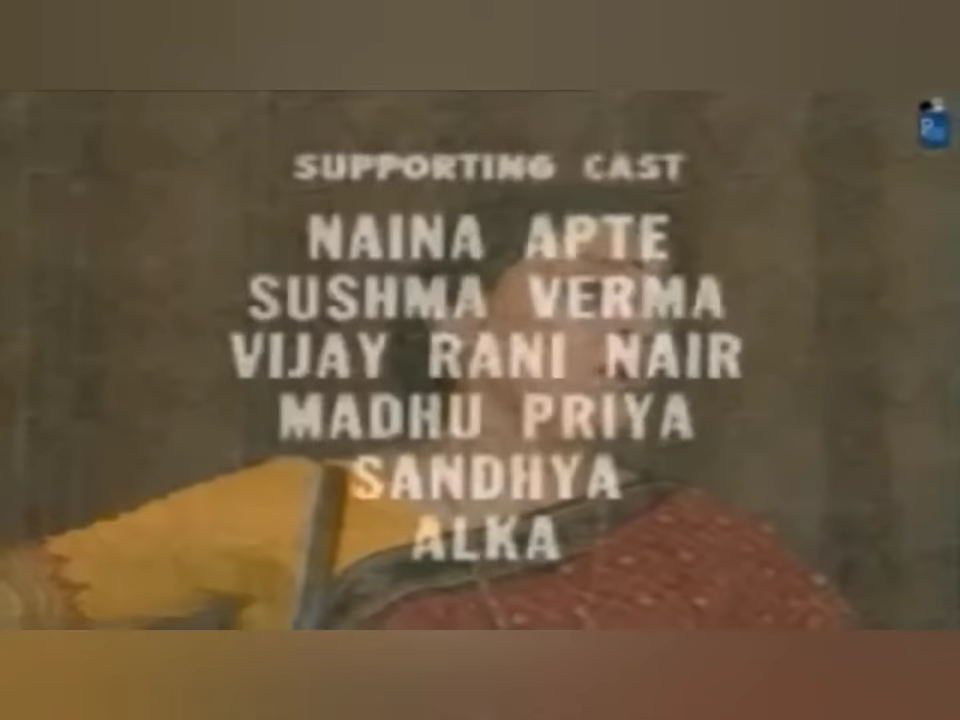 SUPPORTING CAST
NAINA APTE
SUSHMA VERMA
VIJAY RANI NAIR
MADHU PRIYA
SANDHYA
ALKA